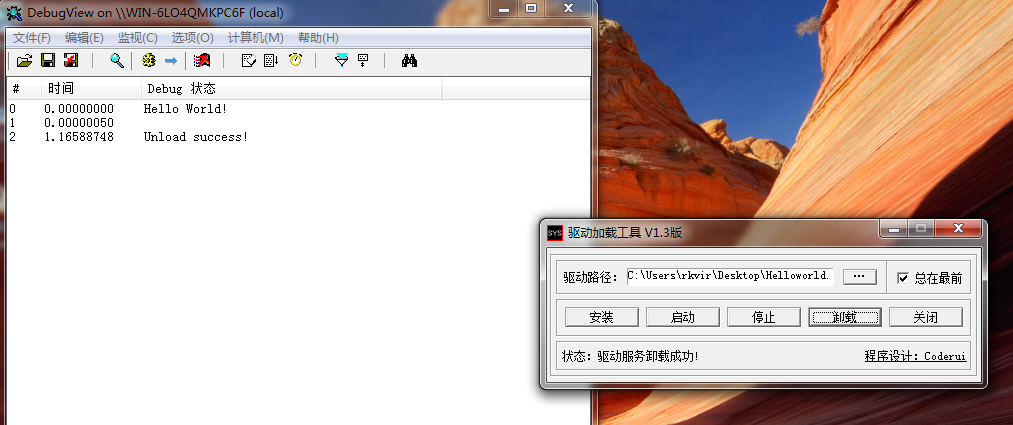 DebugView on \\WIN-6LO4QMKPC6F (local)
文件(F) 编辑(E) 监视(C) 选项(O) 计算机(M) 帮助(H)
# 时间 Debug 状态
0 0.00000000 Hello World!
1 0.00000050
2 1.16588748 Unload success!
SYS 驱动加载工具 V1.3版
驱动路径: C:\Users\rkvir\Desktop\Helloworld. ... 总在最前
安装 启动 停止 卸载 关闭
状态: 驱动服务卸载成功! 程序设计: Coderui